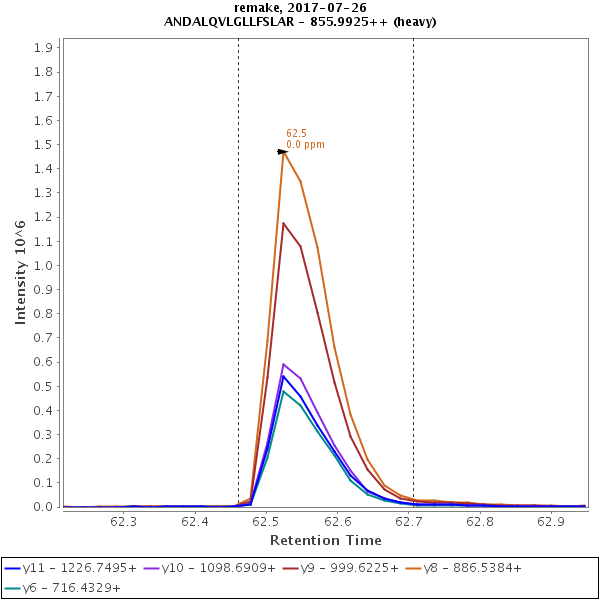 remake, 2017-07-26
ANDALQVLGLLFSLAR - 855.9925++ (heavy)
1.9
1.8
1.7
1.6
1.5
1.4
1.3
1.2
1.1
1.0
0.9
0.8
0.7
0.6
0.5
0.4
0.3
0.2
0.1
0.0
Intensity 10^6
62.5
0.0 ppm
62.3 62.4 62.5 62.6 62.7 62.8 62.9
Retention Time
y11 - 1226.7495+ y10 - 1098.6909+ y9 - 999.6225+ y8 - 886.5384+
y6 - 716.4329+